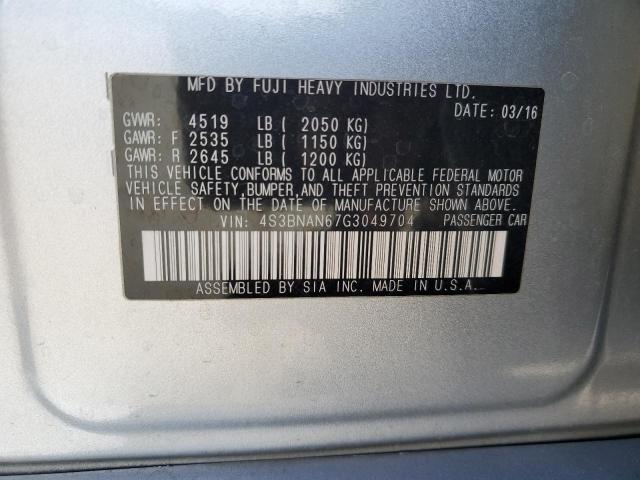 MFD BY FUJI HEAVY INDUSTRIES LTD.
DATE: 03/16
GVWR: 4519 LB ( 2050 KG)
GAWR: F 2535 LB ( 1150 KG)
GAWR: R 2645 LB ( 1200 KG)
THIS VEHICLE CONFORMS TO ALL APPLICABLE FEDERAL MOTOR
VEHICLE SAFETY,BUMPER,AND THEFT PREVENTION STANDARDS
IN EFFECT ON THE DATE OF MANUFACTURE SHOWN ABOVE.
VIN: 4S3BNAN67G3049704 PASSENGER CAR
ASSEMBLED BY SIA INC. MADE IN U.S.A.